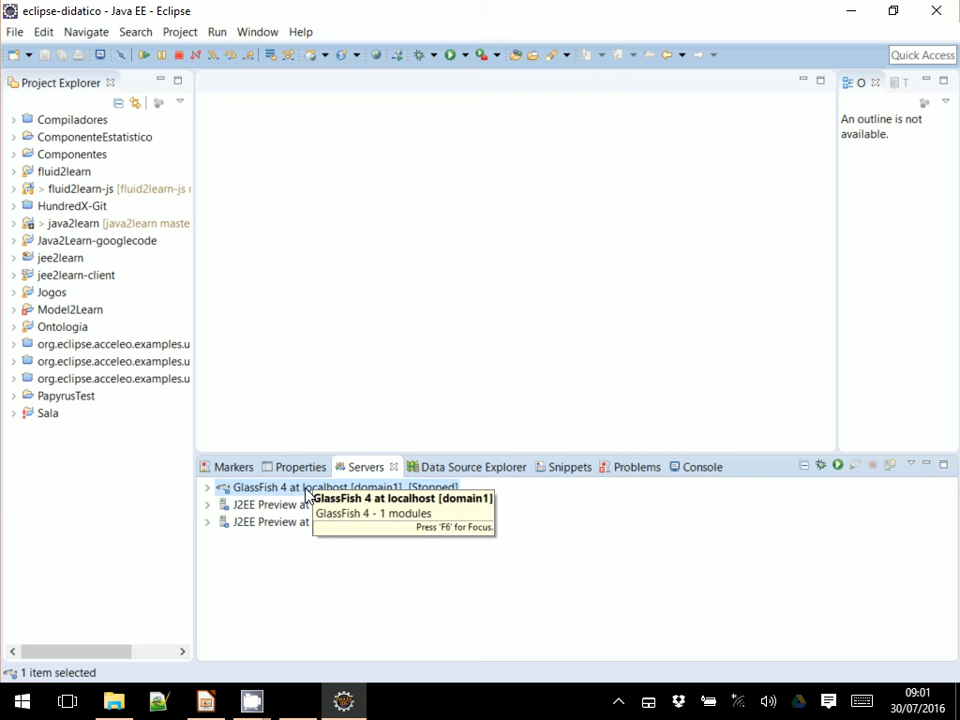 eclipse-didatico - Java EE - Eclipse
File Edit Navigate Search Project Run Window Help
Quick Access
Project Explorer
O T
Compiladores
ComponenteEstatistico
Componentes
fluid2learn
> fluid2learn-js [fluid2learn-js
HundredX-Git
> java2learn [java2learn maste
Java2Learn-googlecode
jee2learn
jee2learn-client
Jogos
Model2Learn
Ontologia
org.eclipse.acceleo.examples.u
org.eclipse.acceleo.examples.u
org.eclipse.acceleo.examples.u
PapyrusTest
Sala
An outline is not
available.
Markers Properties Servers Data Source Explorer Snippets Problems Console
GlassFish 4 at localhost [domain1] [Stopped]
J2EE Preview at
J2EE Preview at
GlassFish 4 at localhost [domain1]
GlassFish 4 - 1 modules
Press 'F6' for Focus.
1 item selected
09:01
30/07/2016